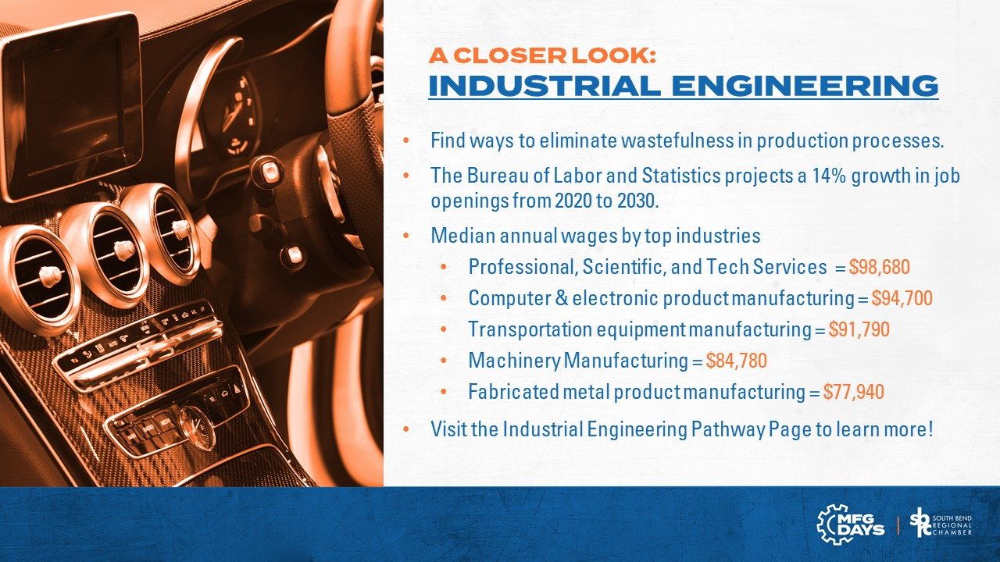 A CLOSER LOOK:
INDUSTRIAL ENGINEERING
• Find ways to eliminate wastefulness in production processes.
• The Bureau of Labor and Statistics projects a 14% growth in job
openings from 2020 to 2030.
• Median annual wages by top industries
• Professional, Scientific, and Tech Services = $98,680
• Computer & electronic product manufacturing = $94,700
• Transportation equipment manufacturing = $91,790
• Machinery Manufacturing = $84,780
• Fabricated metal product manufacturing = $77,940
• Visit the Industrial Engineering Pathway Page to learn more!
MFG
DAYS
sbrc
SOUTH BEND
REGIONAL
CHAMBER